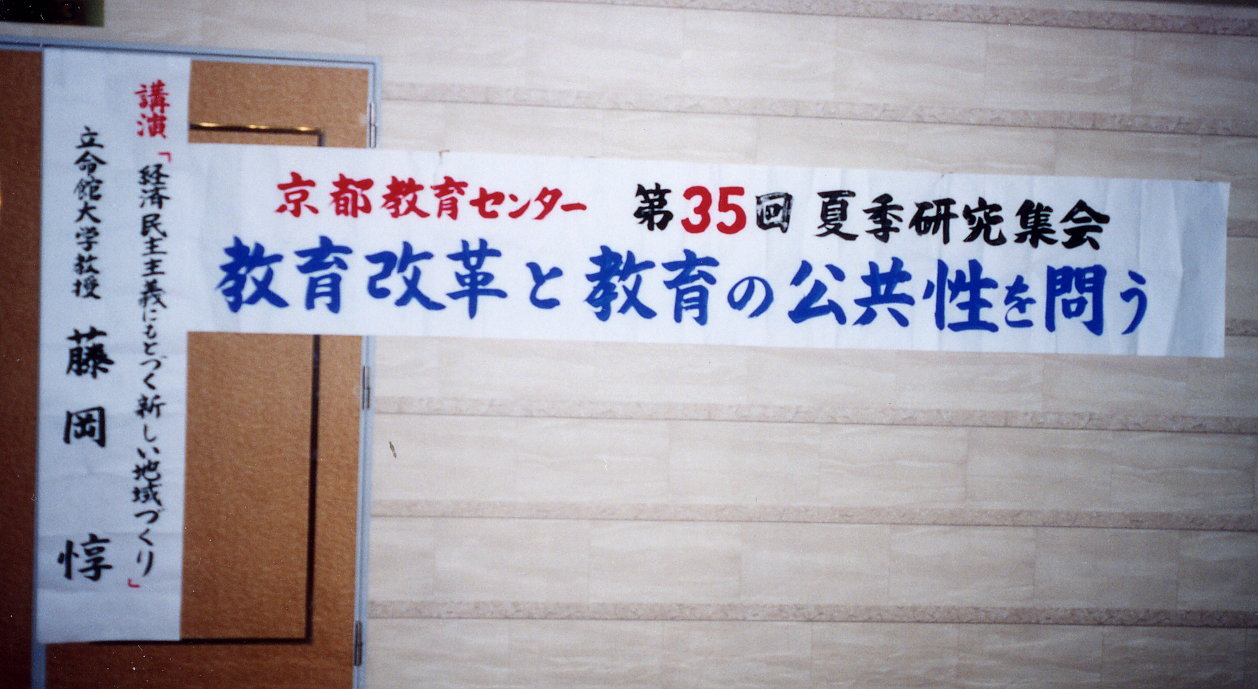 京都教育センター 第35回 夏季研究集会
教育改革と教育の公共性を問う
講演「経済民主主義にもとづく新しい地域づくり」
立命館大学教授 藤岡 惇